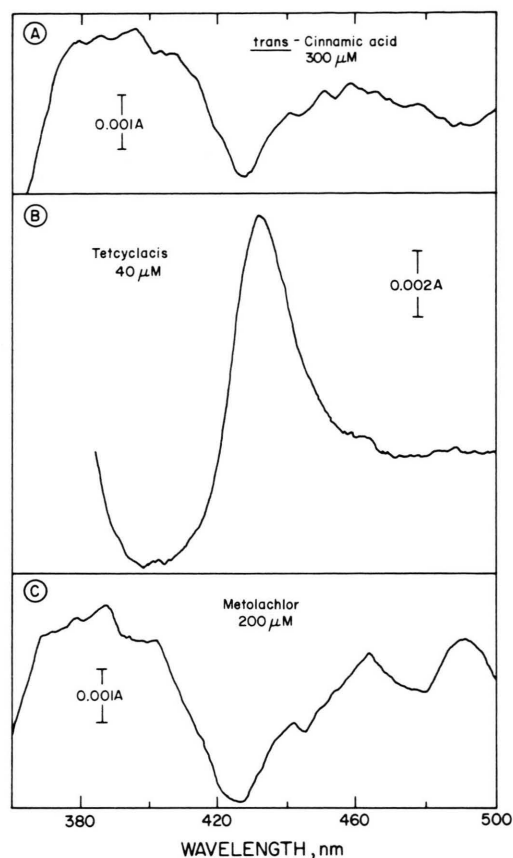 A
trans - Cinnamic acid
300 μM
0.001A
B
Tetcyclacis
40 μM
0.002A
C
Metolachlor
200 μM
0.001A
380 420 460 500
WAVELENGTH, nm